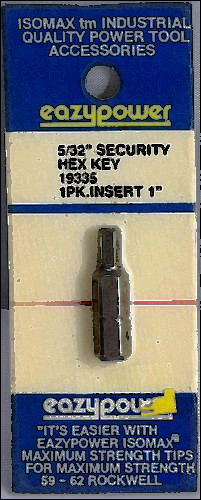 ISOMAX tm INDUSTRIAL
QUALITY POWER TOOL
ACCESSORIES
eazypower
5/32" SECURITY
HEX KEY
19335
1PK.INSERT 1"
eazypower
"IT'S EASIER WITH
EAZYPOWER ISOMAX"
MAXIMUM STRENGTH TIPS
FOR MAXIMUM STRENGTH
59 - 62 ROCKWELL